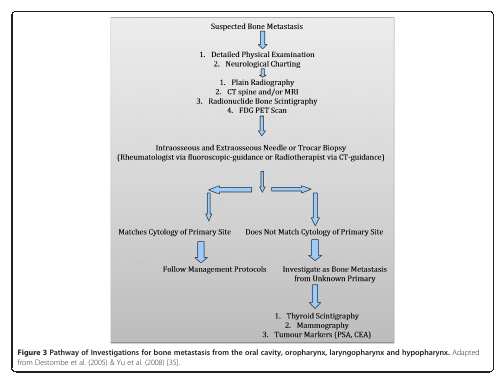 Suspected Bone Metastasis
1. Detailed Physical Examination
2. Neurological Charting
1. Plain Radiography
2. CT spine and/or MRI
3. Radionuclide Bone Scintigraphy
4. FDG PET Scan
Intraosseous and Extraosseous Needle or Trocar Biopsy
(Rheumatologist via fluoroscopic-guidance or Radiotherapist via CT-guidance)
Matches Cytology of Primary Site
Does Not Match Cytology of Primary Site
Follow Management Protocols
Investigate as Bone Metastasis
from Unknown Primary
1. Thyroid Scintigraphy
2. Mammography
3. Tumour Markers (PSA, CEA)
Figure 3 Pathway of Investigations for bone metastasis from the oral cavity, oropharynx, laryngopharynx and hypopharynx. Adapted
from Destombe et al. (2005) & Yu et al. (2008) [35].